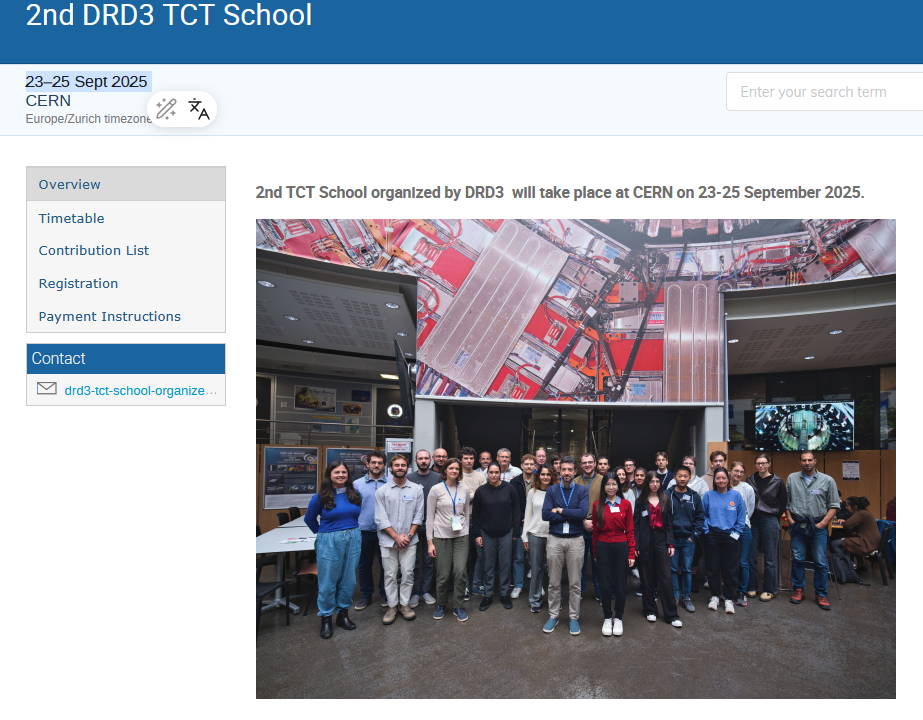 2nd DRD3 TCT School
23–25 Sept 2025
CERN
Europe/Zurich timezone
Enter your search term
Overview
Timetable
Contribution List
Registration
Payment Instructions
Contact
drd3-tct-school-organize...
2nd TCT School organized by DRD3 will take place at CERN on 23-25 September 2025.